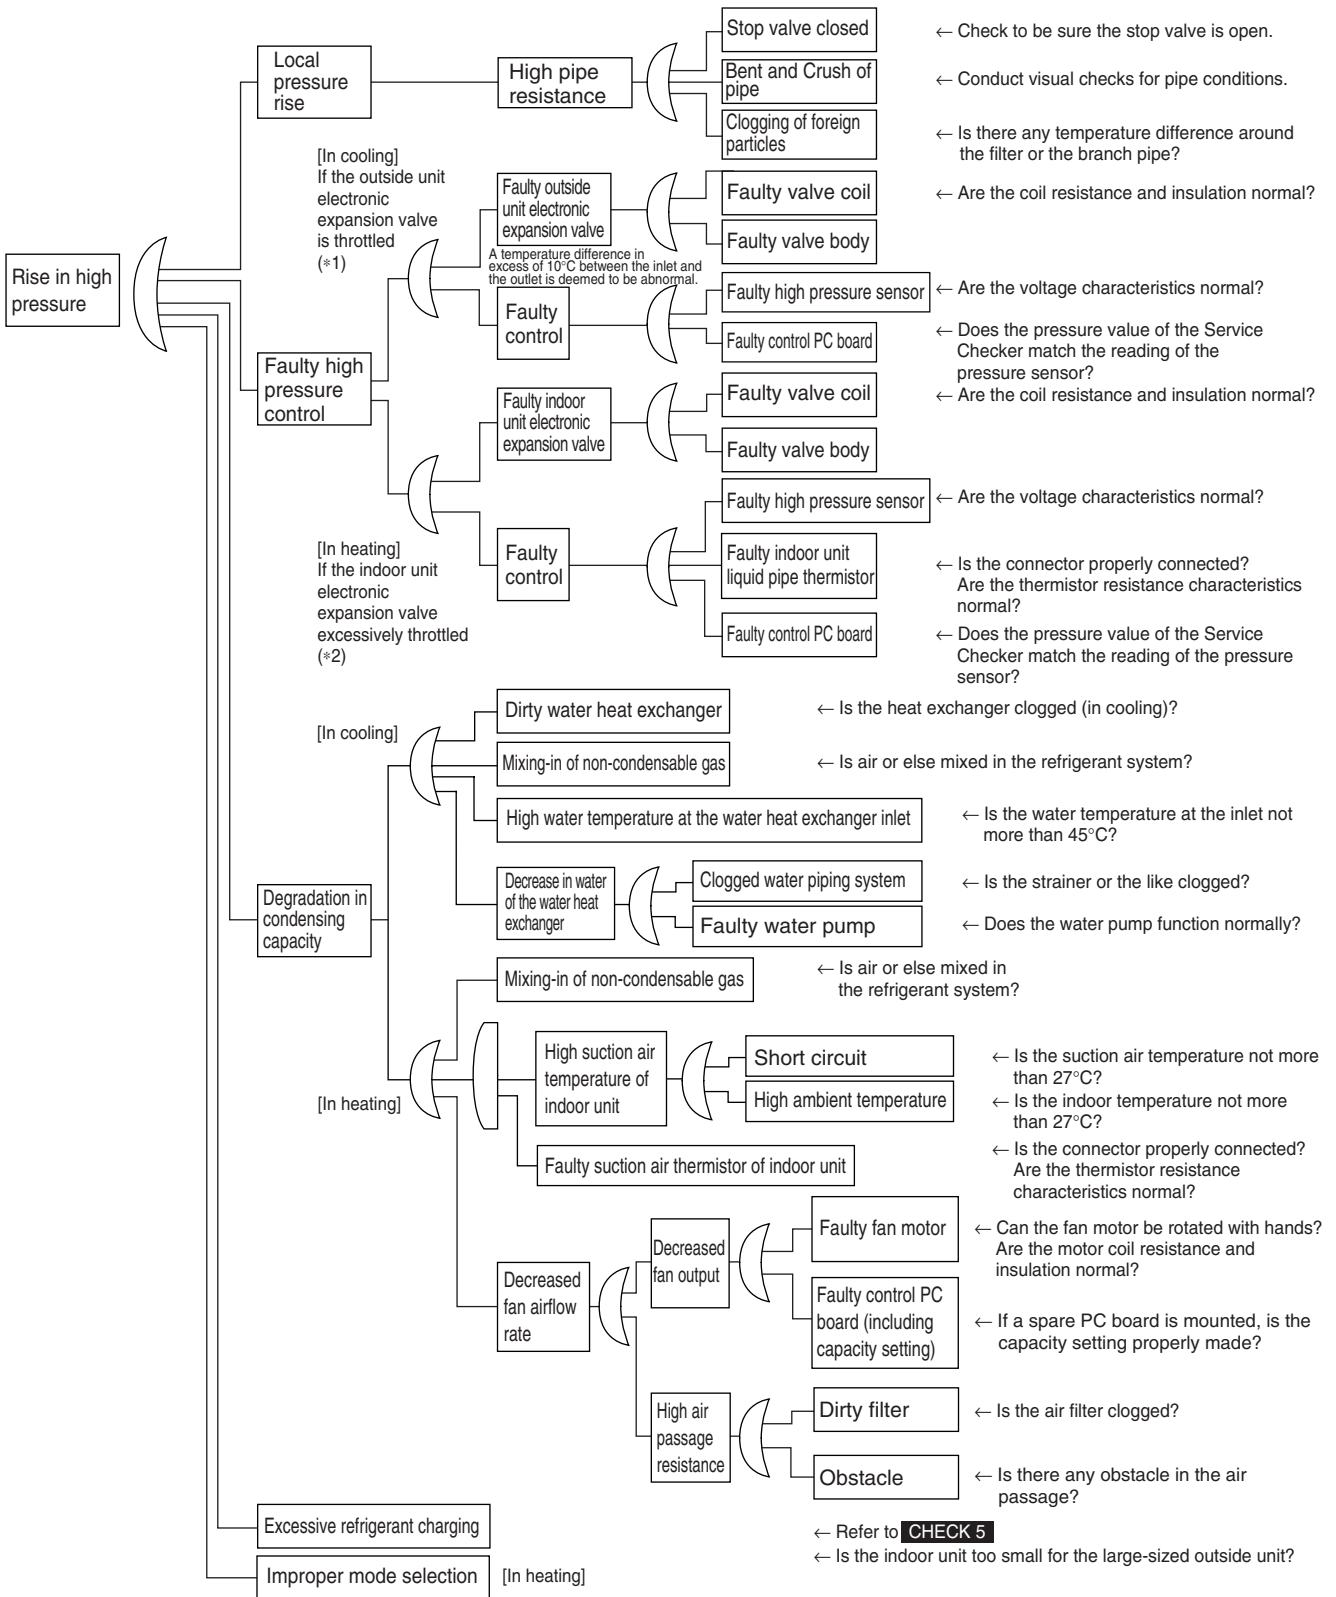 Rise in high
pressure
Local
pressure
rise
High pipe
resistance
Stop valve closed
← Check to be sure the stop valve is open.
Bent and Crush of
pipe
← Conduct visual checks for pipe conditions.
Clogging of foreign
particles
← Is there any temperature difference around
the filter or the branch pipe?
Faulty high
pressure
control
[In cooling]
If the outside unit
electronic
expansion valve
is throttled
(*1)
Faulty outside
unit electronic
expansion valve
Faulty valve coil
← Are the coil resistance and insulation normal?
Faulty valve body
A temperature difference in
excess of 10°C between the inlet and
the outlet is deemed to be abnormal.
Faulty
control
Faulty high pressure sensor
← Are the voltage characteristics normal?
Faulty control PC board
← Does the pressure value of the Service
Checker match the reading of the
pressure sensor?
Faulty indoor
unit electronic
expansion valve
Faulty valve coil
← Are the coil resistance and insulation normal?
Faulty valve body
[In heating]
If the indoor unit
electronic
expansion valve
excessively throttled
(*2)
Faulty
control
Faulty high pressure sensor
← Are the voltage characteristics normal?
Faulty indoor unit
liquid pipe thermistor
← Is the connector properly connected?
Are the thermistor resistance characteristics
normal?
Faulty control PC board
← Does the pressure value of the Service
Checker match the reading of the pressure
sensor?
Degradation in
condensing
capacity
[In cooling]
Dirty water heat exchanger
← Is the heat exchanger clogged (in cooling)?
Mixing-in of non-condensable gas
← Is air or else mixed in the refrigerant system?
High water temperature at the water heat exchanger inlet
← Is the water temperature at the inlet not
more than 45°C?
Decrease in water
of the water heat
exchanger
Clogged water piping system
← Is the strainer or the like clogged?
Faulty water pump
← Does the water pump function normally?
[In heating]
Mixing-in of non-condensable gas
← Is air or else mixed in
the refrigerant system?
High suction air
temperature of
indoor unit
Short circuit
← Is the suction air temperature not more
than 27°C?
High ambient temperature
← Is the indoor temperature not more
than 27°C?
Faulty suction air thermistor of indoor unit
← Is the connector properly connected?
Are the thermistor resistance
characteristics normal?
Decreased
fan airflow
rate
Decreased
fan output
Faulty fan motor
← Can the fan motor be rotated with hands?
Are the motor coil resistance and
insulation normal?
Faulty control PC
board (including
capacity setting)
← If a spare PC board is mounted, is the
capacity setting properly made?
High air
passage
resistance
Dirty filter
← Is the air filter clogged?
Obstacle
← Is there any obstacle in the air
passage?
Excessive refrigerant charging
← Refer to CHECK 5
Improper mode selection
[In heating]
← Is the indoor unit too small for the large-sized outside unit?